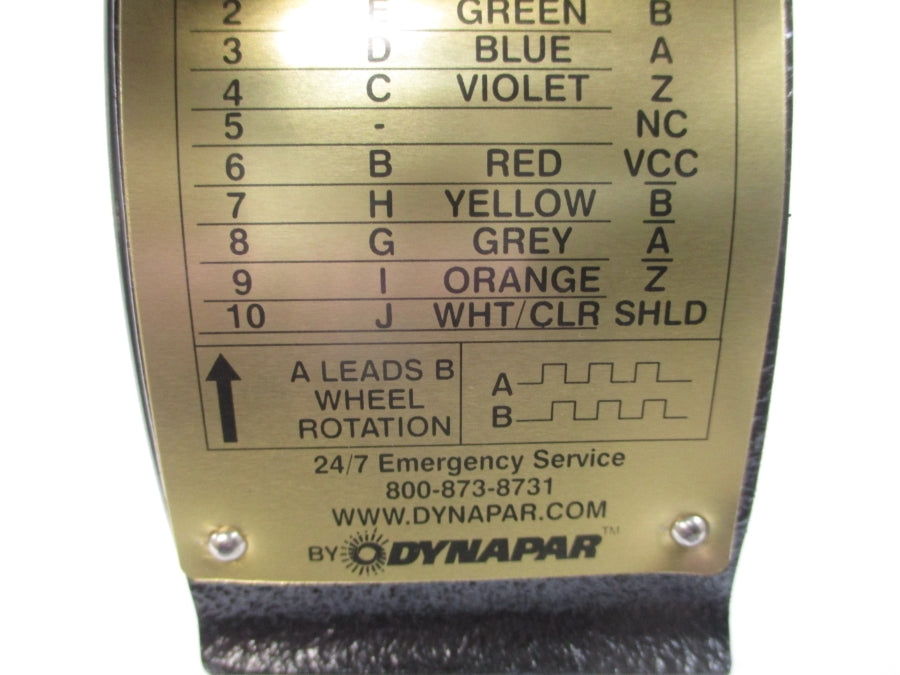 2 E GREEN B
3 D BLUE A
4 C VIOLET Z
5 - NC
6 B RED VCC
7 H YELLOW B̅
8 G GREY A̅
9 I ORANGE Z̅
10 J WHT/CLR SHLD
A LEADS B
WHEEL
ROTATION
A
B
24/7 Emergency Service
800-873-8731
WWW.DYNAPAR.COM
BY DYNAPAR™